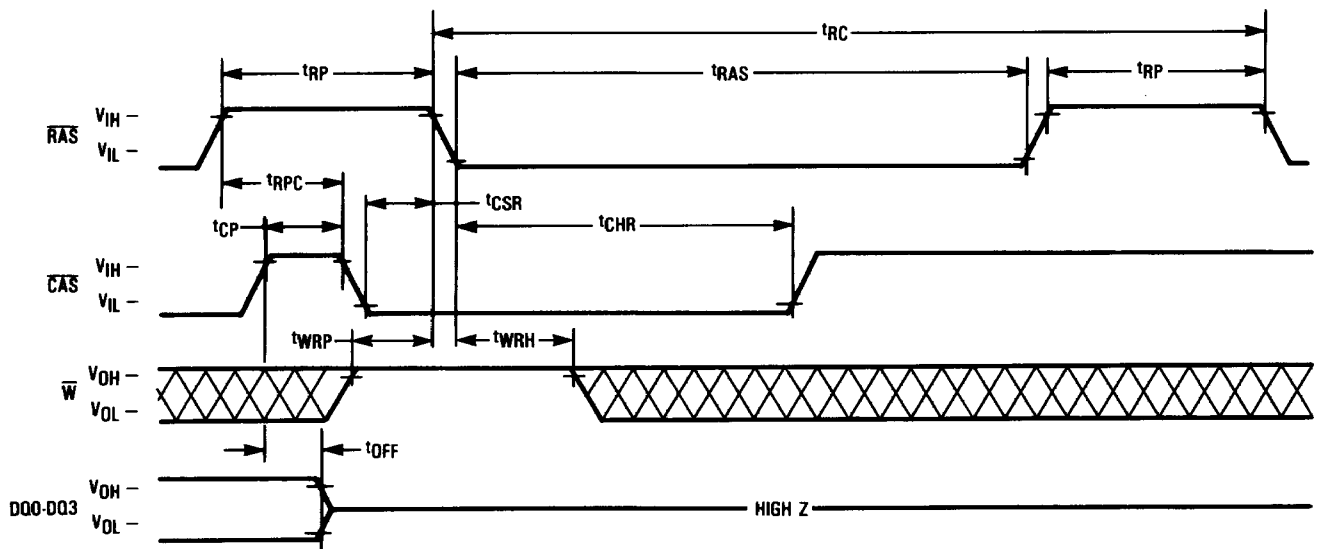 tRC
tRP
tRAS
tRP
RAS
VIH
VIL
tRPC
tCSR
tCP
tCHR
CAS
VIH
VIL
tWRP
tWRH
W
VOH
VOL
tOFF
DQ0-DQ3
VOH
VOL
HIGH Z